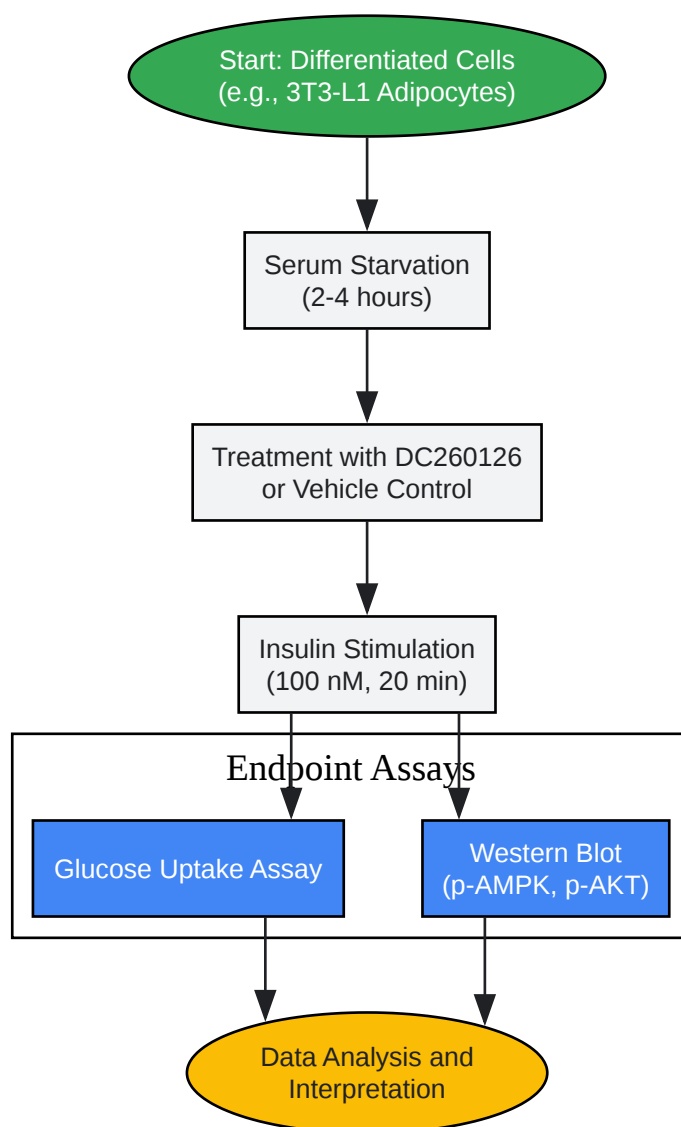 Start: Differentiated Cells
(e.g., 3T3-L1 Adipocytes)
Serum Starvation
(2-4 hours)
Treatment with DC260126
or Vehicle Control
Insulin Stimulation
(100 nM, 20 min)
Endpoint Assays
Glucose Uptake Assay
Western Blot
(p-AMPK, p-AKT)
Data Analysis and
Interpretation